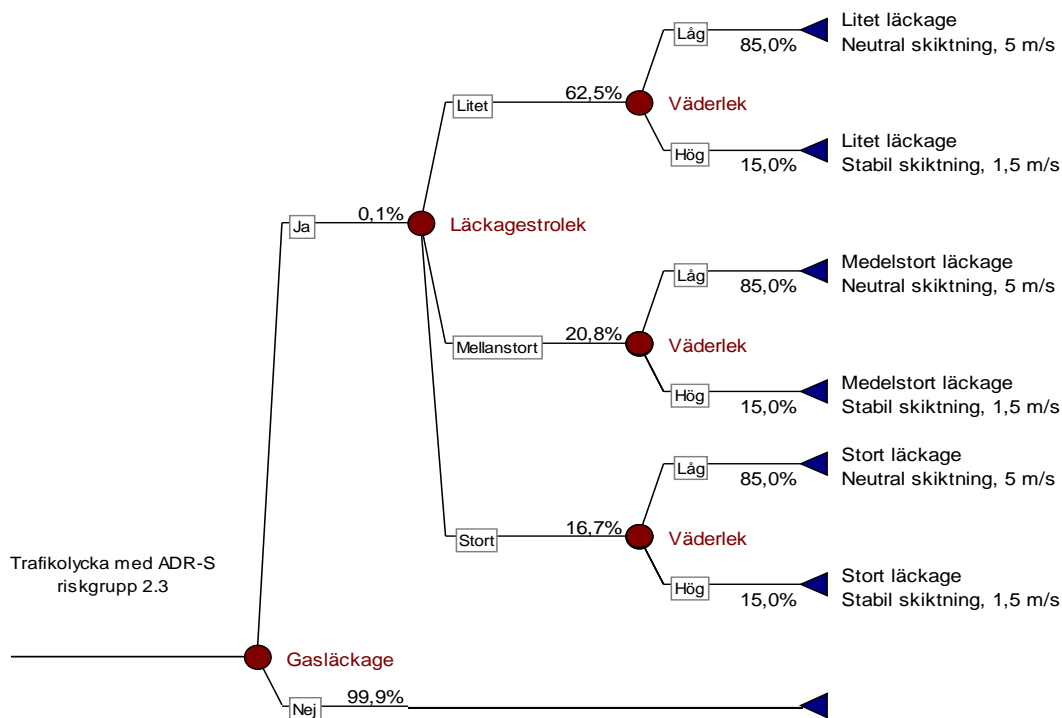 Låg
85,0%
Litet läckage
Neutral skiktning, 5 m/s
Litet
62,5%
Väderlek
Hög
15,0%
Litet läckage
Stabil skiktning, 1,5 m/s
Ja
0,1%
Läckagestrolek
Låg
85,0%
Medelstort läckage
Neutral skiktning, 5 m/s
Mellanstort
20,8%
Väderlek
Hög
15,0%
Medelstort läckage
Stabil skiktning, 1,5 m/s
Låg
85,0%
Stort läckage
Neutral skiktning, 5 m/s
Stort
16,7%
Väderlek
Hög
15,0%
Stort läckage
Stabil skiktning, 1,5 m/s
Trafikolycka med ADR-S
riskgrupp 2.3
Gasläckage
Nej
99,9%